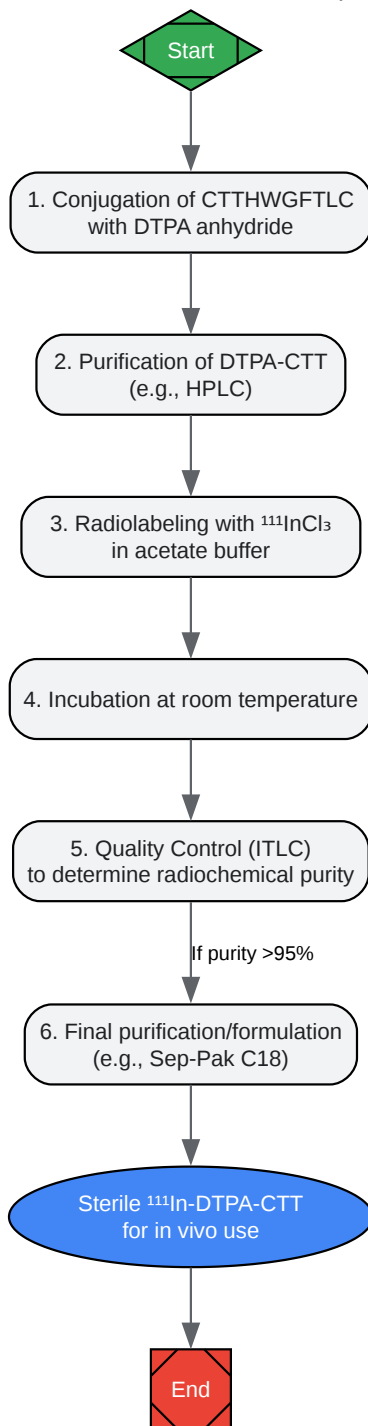 Start
1. Conjugation of CTTHWGFTLC
with DTPA anhydride
2. Purification of DTPA-CTT
(e.g., HPLC)
3. Radiolabeling with ¹¹¹InCl₃
in acetate buffer
4. Incubation at room temperature
5. Quality Control (ITLC)
to determine radiochemical purity
If purity >95%
6. Final purification/formulation
(e.g., Sep-Pak C18)
Sterile ¹¹¹In-DTPA-CTT
for in vivo use
End